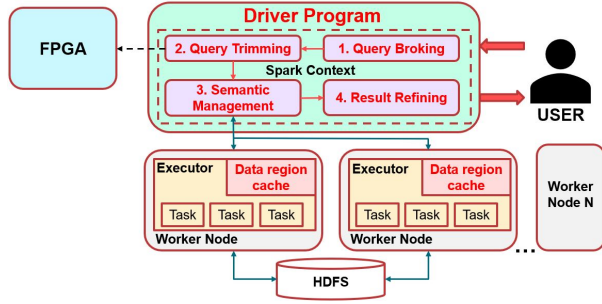 Driver Program
FPGA
2. Query Trimming
1. Query Broking
Spark Context
3. Semantic
Management
4. Result Refining
USER
Executor
Data region
cache
Task
Task
Task
Worker Node
Executor
Data region
cache
Task
Task
Task
Worker Node
...
Worker
Node N
HDFS